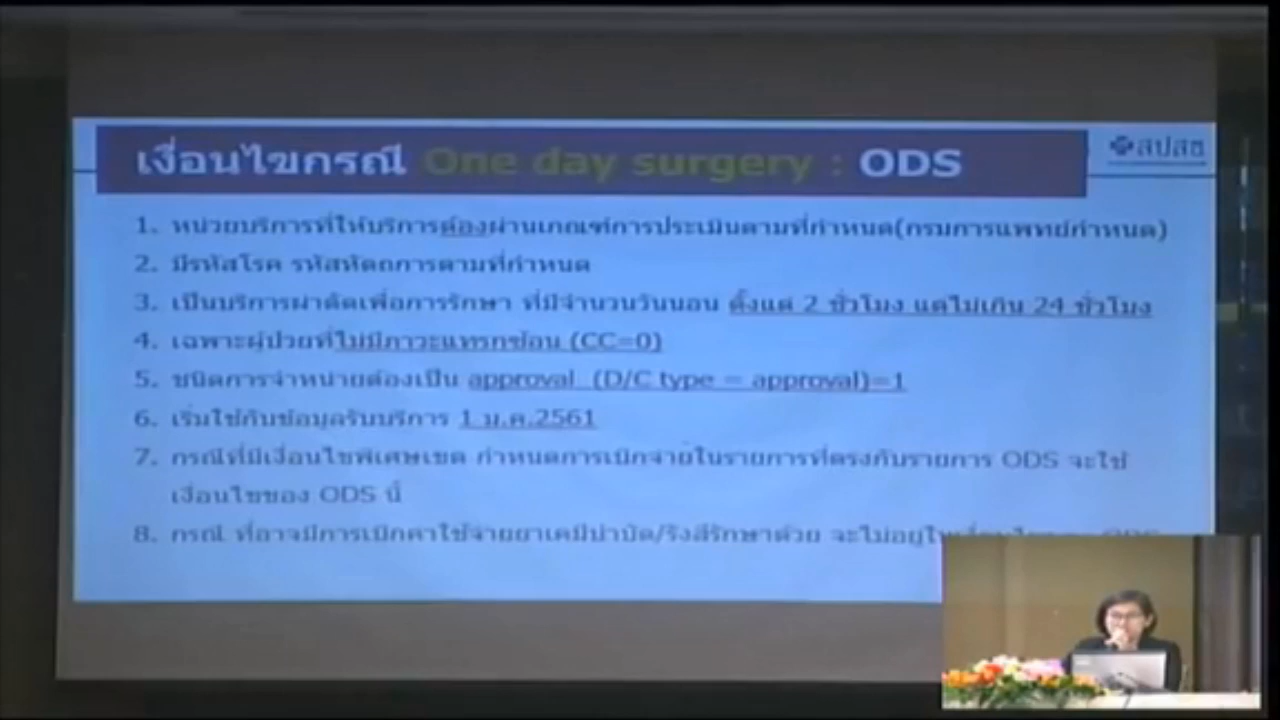 เงื่อนไขกรณี One day surgery : ODS
สปสช
1. หน่วยบริการที่ให้บริการต้องผ่านเกณฑ์การประเมินตามที่กำหนด(กรมการแพทย์กำหนด)
2. มีรหัสโรค รหัสหัตถการตามที่กำหนด
3. เป็นบริการผ่าตัดเพื่อการรักษา ที่มีจำนวนวันนอน ตั้งแต่ 2 ชั่วโมง แต่ไม่เกิน 24 ชั่วโมง
4. เฉพาะผู้ป่วยที่ไม่มีภาวะแทรกซ้อน (CC=0)
5. ชนิดการจำหน่ายต้องเป็น approval (D/C type = approval)=1
6. เริ่มใช้กับข้อมูลรับบริการ 1 ม.ค.2561
7. กรณีที่มีเงื่อนไขพิเศษเขต กำหนดการเบิกจ่ายในรายการที่ตรงกับรายการ ODS จะใช้
เงื่อนไขของ ODS นี้
8. กรณี ที่อาจมีการเบิกค่าใช้จ่ายยาเคมีบำบัด/รังสีรักษาด้วย จะไม่อยู่ใน